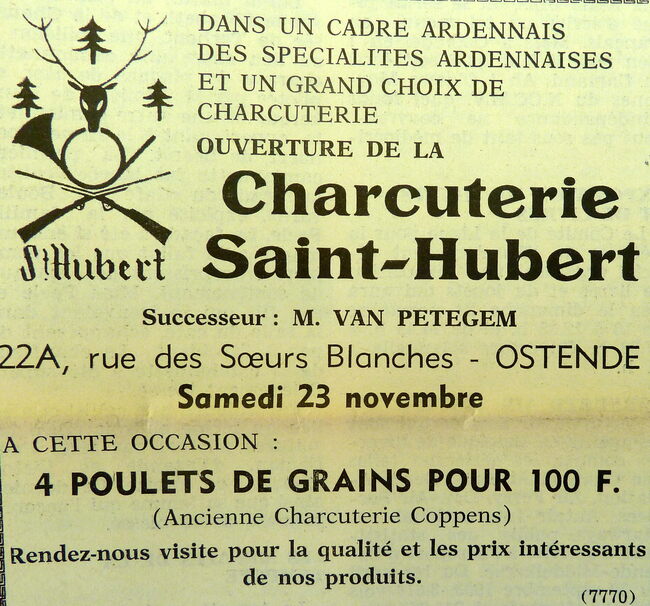 DANS UN CADRE ARDENNAIS
DES SPECIALITES ARDENNAISES
ET UN GRAND CHOIX DE
CHARCUTERIE
OUVERTURE DE LA
Charcuterie
Saint-Hubert
St Hubert
Successeur : M. VAN PETEGEM
22A, rue des Sœurs Blanches - OSTENDE
Samedi 23 novembre
A CETTE OCCASION :
4 POULETS DE GRAINS POUR 100 F.
(Ancienne Charcuterie Coppens)
Rendez-nous visite pour la qualité et les prix intéressants
de nos produits.
(7770)